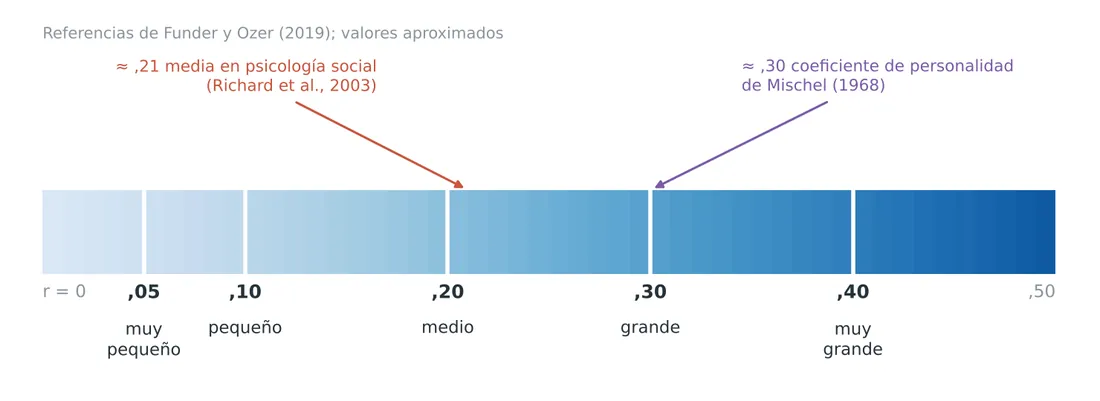 Referencias de Funder y Ozer (2019); valores aproximados
≈ ,21 media en psicología social
(Richard et al., 2003)
≈ ,30 coeficiente de personalidad
de Mischel (1968)
r = 0
,05
,10
,20
,30
,40
,50
muy
pequeño
pequeño
medio
grande
muy
grande